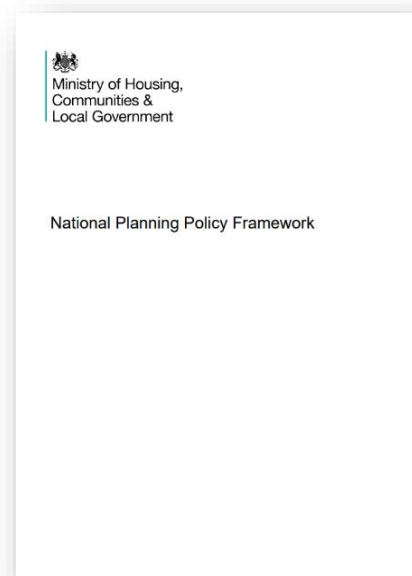 Ministry of Housing,
Communities &
Local Government
National Planning Policy Framework